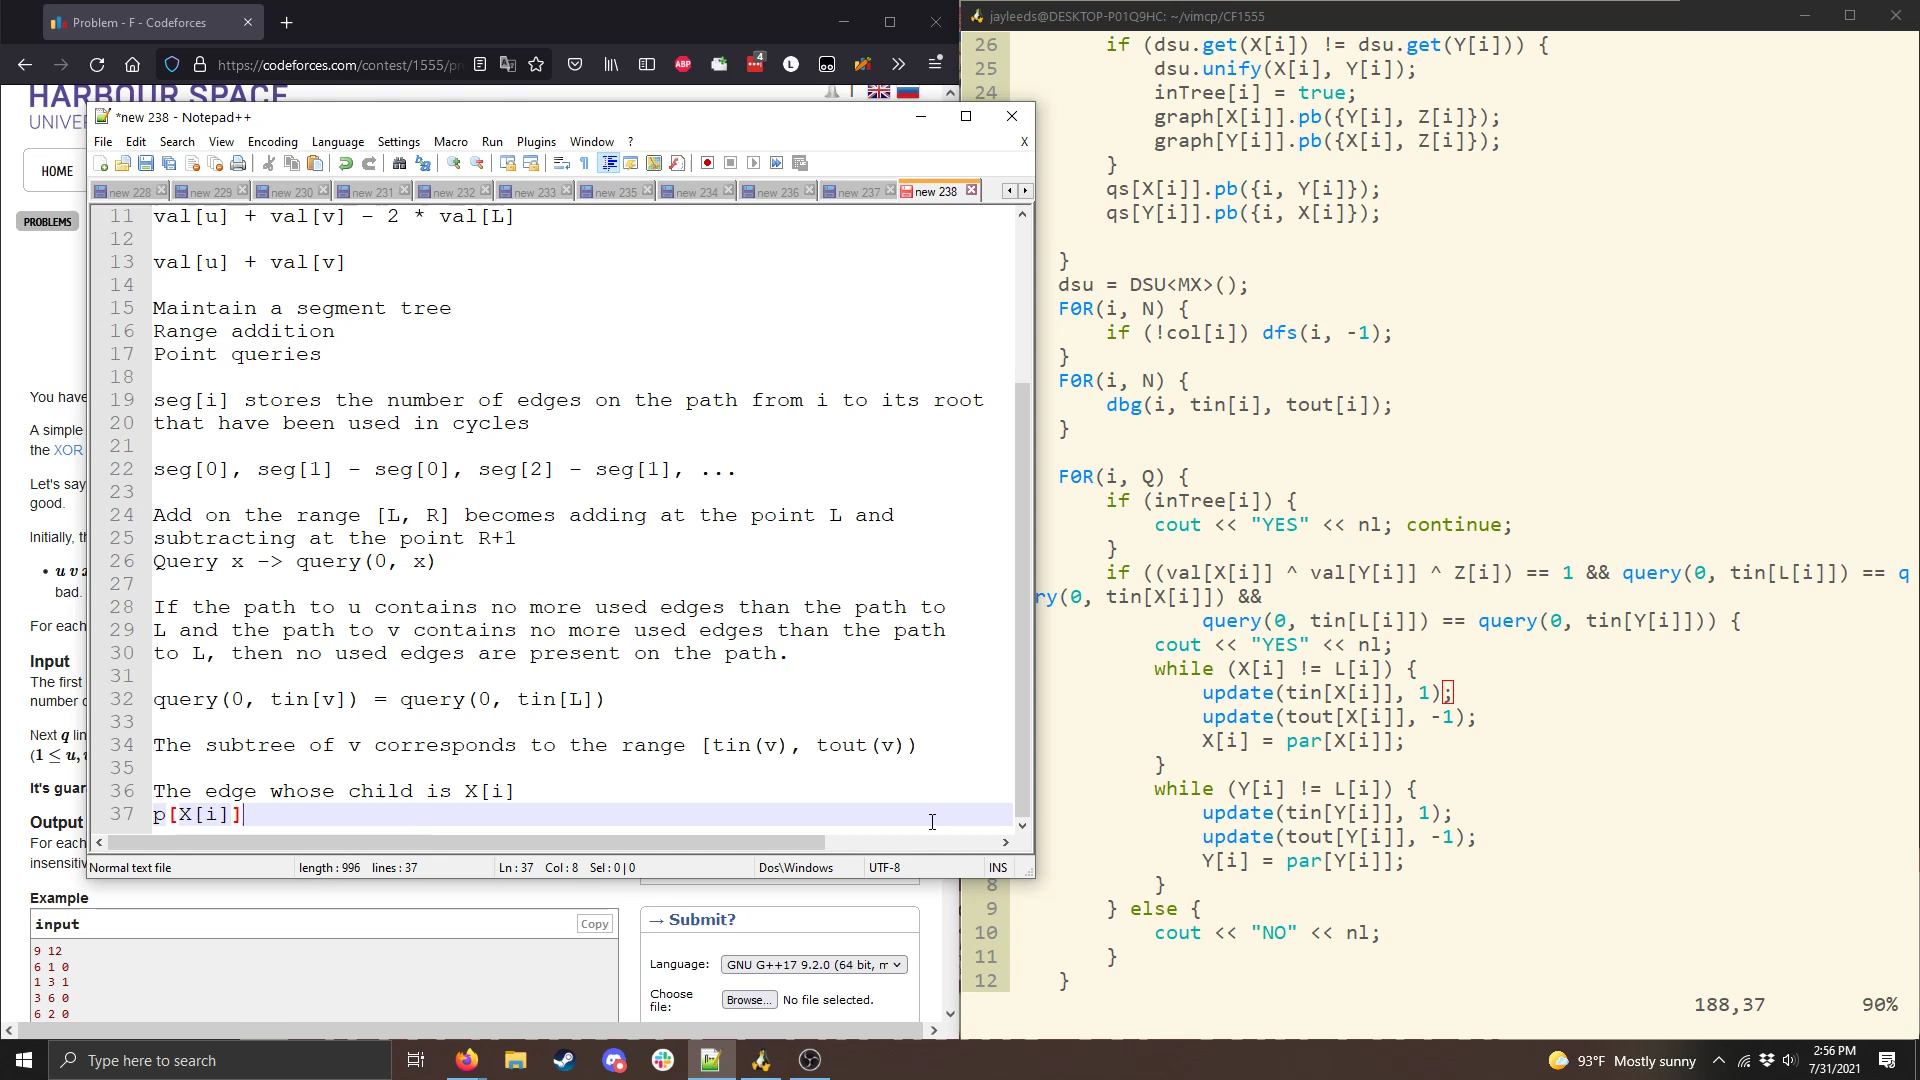 Problem - F - Codeforces
https://codeforces.com/contest/1555/pr
4
HARBOUR SPACE
UNIV
HOME
PROBLEMS
You have
A simple
the XOR
Let's say
good.
Initially, th
• u v x
bad.
For each
Input
The first
number o
Next q lin
(1 ≤ u,
It's guar
Output
For each
insensitiv
Example
input
Copy
9 12
6 1 0
1 3 1
3 6 0
6 2 0
→ Submit?
Language:
GNU G++17 9.2.0 (64 bit, m
Choose
file:
Browse...
No file selected.
*new 238 - Notepad++
File Edit Search View Encoding Language Settings Macro Run Plugins Window ? X
new 228 new 229 new 230 new 231 new 232 new 233 new 235 new 234 new 236 new 237 new 238
11 val[u] + val[v] - 2 * val[L]
12
13 val[u] + val[v]
14
15 Maintain a segment tree
16 Range addition
17 Point queries
18
19 seg[i] stores the number of edges on the path from i to its root
20 that have been used in cycles
21
22 seg[0], seg[1] - seg[0], seg[2] - seg[1], ...
23
24 Add on the range [L, R] becomes adding at the point L and
25 subtracting at the point R+1
26 Query x -> query(0, x)
27
28 If the path to u contains no more used edges than the path to
29 L and the path to v contains no more used edges than the path
30 to L, then no used edges are present on the path.
31
32 query(0, tin[v]) = query(0, tin[L])
33
34 The subtree of v corresponds to the range [tin(v), tout(v))
35
36 The edge whose child is X[i]
37 p[X[i]]
Normal text file length : 996 lines : 37 Ln : 37 Col : 8 Sel : 0 | 0 Dos\Windows UTF-8 INS
jayleeds@DESKTOP-P01Q9HC: ~/vimcp/CF1555
26 if (dsu.get(X[i]) != dsu.get(Y[i])) {
25 dsu.unify(X[i], Y[i]);
24 inTree[i] = true;
graph[X[i]].pb({Y[i], Z[i]});
graph[Y[i]].pb({X[i], Z[i]});
}
qs[X[i]].pb({i, Y[i]});
qs[Y[i]].pb({i, X[i]});
}
dsu = DSU<MX>();
F0R(i, N) {
if (!col[i]) dfs(i, -1);
}
F0R(i, N) {
dbg(i, tin[i], tout[i]);
}
F0R(i, Q) {
if (inTree[i]) {
cout << "YES" << nl; continue;
}
if ((val[X[i]] ^ val[Y[i]] ^ Z[i]) == 1 && query(0, tin[L[i]]) == q
ry(0, tin[X[i]]) &&
query(0, tin[L[i]]) == query(0, tin[Y[i]])) {
cout << "YES" << nl;
while (X[i] != L[i]) {
update(tin[X[i]], 1);
update(tout[X[i]], -1);
X[i] = par[X[i]];
}
while (Y[i] != L[i]) {
update(tin[Y[i]], 1);
update(tout[Y[i]], -1);
Y[i] = par[Y[i]];
8 }
9 } else {
10 cout << "NO" << nl;
11 }
12 }
188,37 90%
Type here to search
93°F Mostly sunny
2:56 PM
7/31/2021